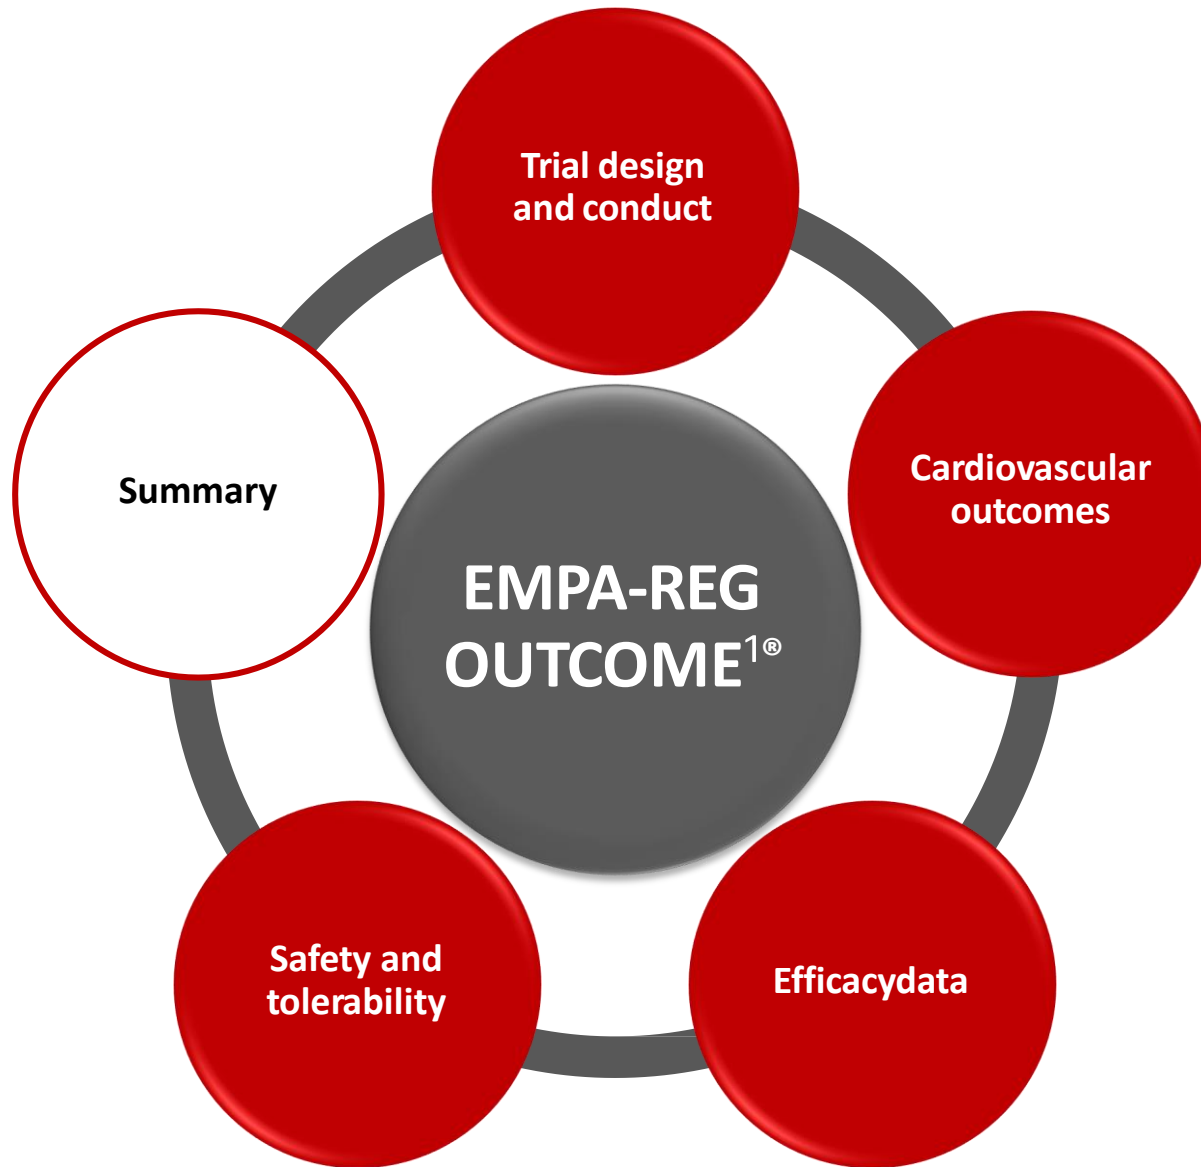 Trial design
and conduct
Cardiovascular
outcomes
Summary
EMPA-REG
OUTCOME¹®
Safety and
tolerability
Efficacydata